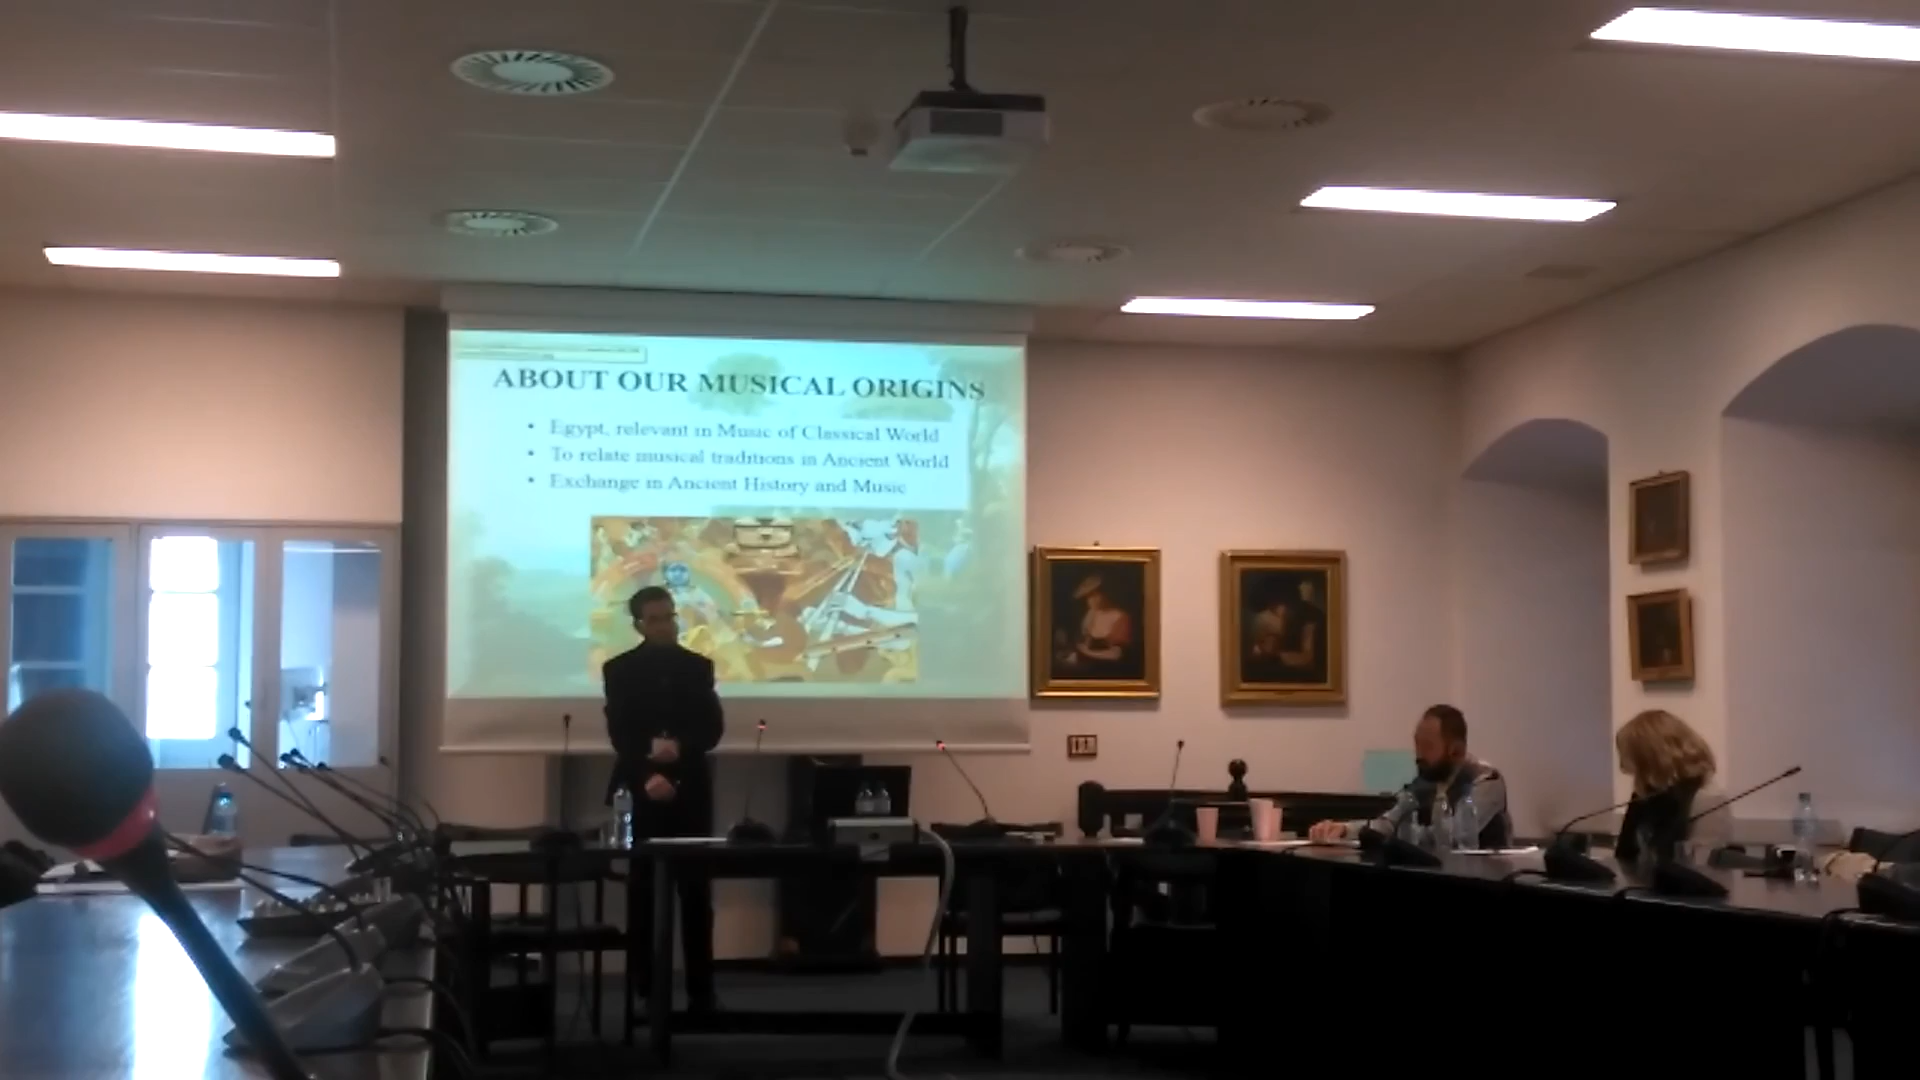 ABOUT OUR MUSICAL ORIGINS
• Egypt, relevant in Music of Classical World
• To relate musical traditions in Ancient World
• Exchange in Ancient History and Music